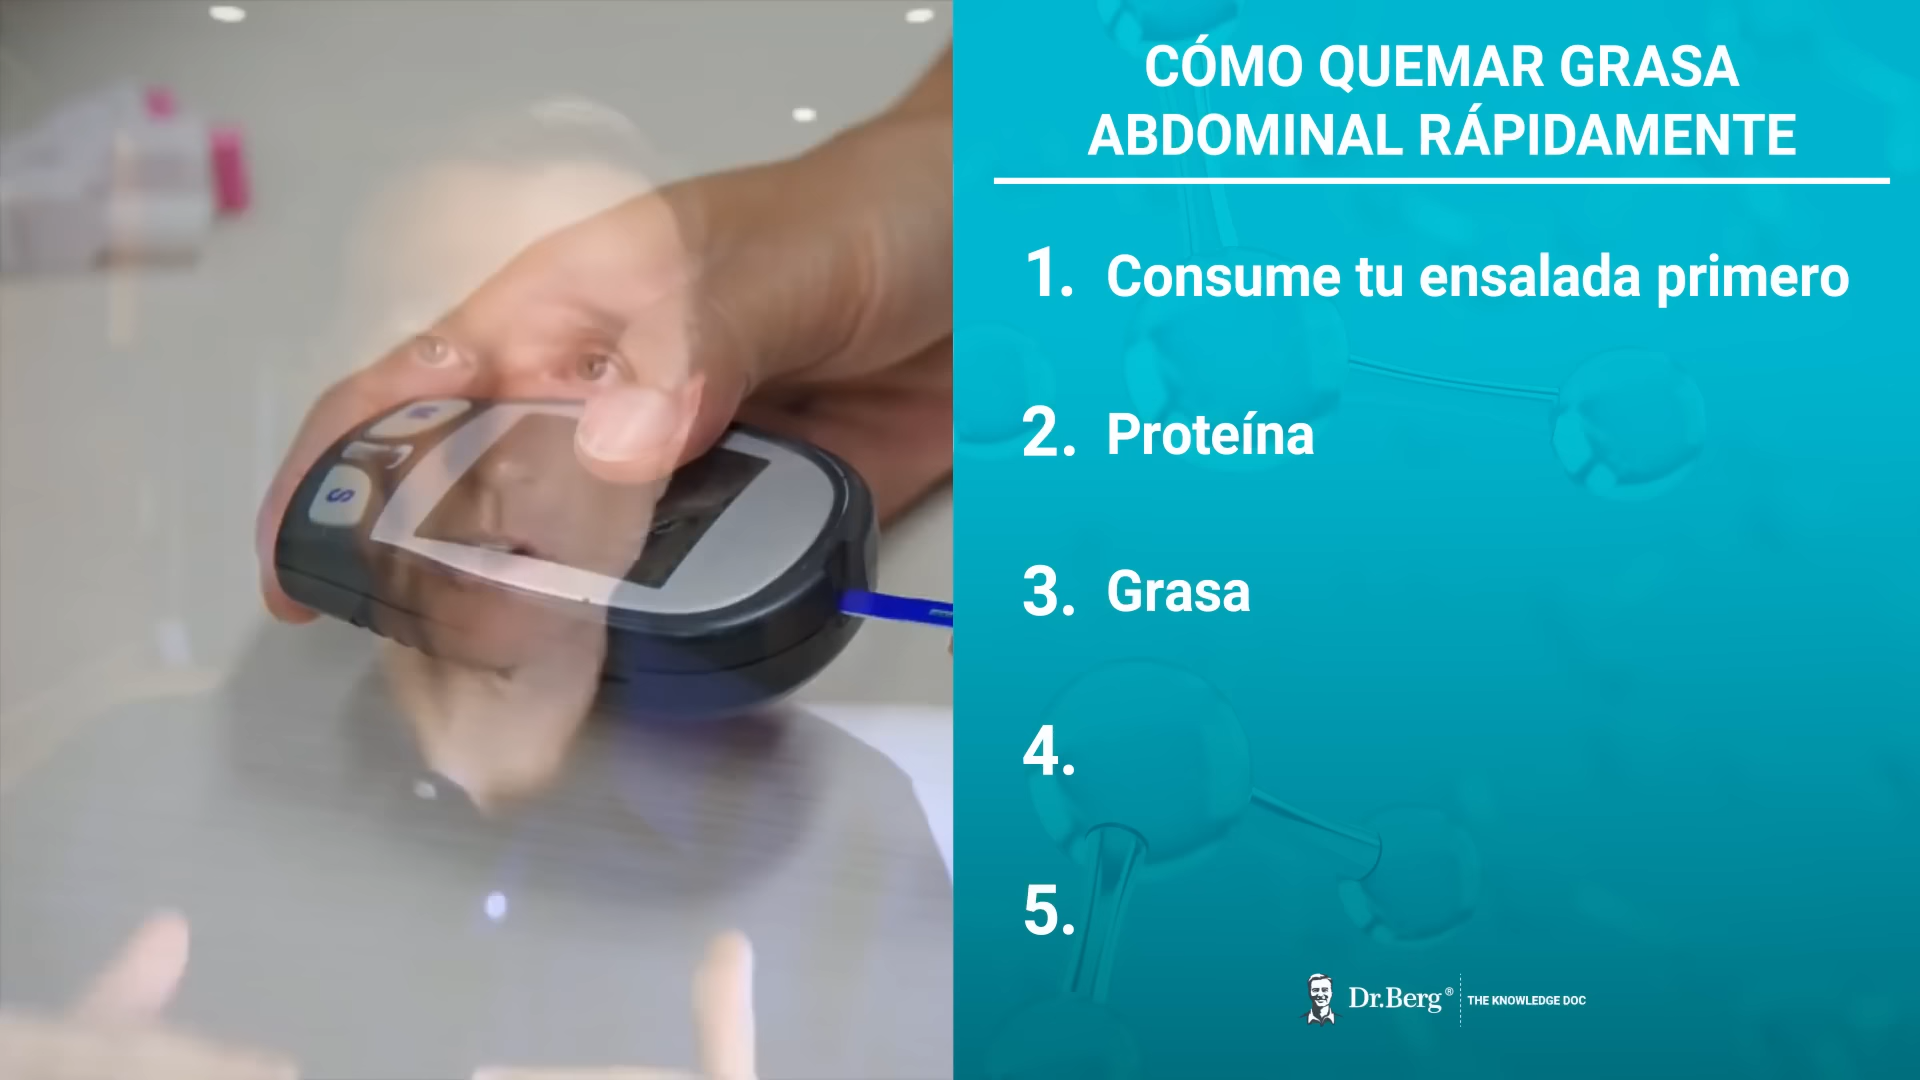 CÓMO QUEMAR GRASA
ABDOMINAL RÁPIDAMENTE
1. Consume tu ensalada primero
2. Proteína
3. Grasa
4.
5.
Dr.Berg® THE KNOWLEDGE DOC
S
M